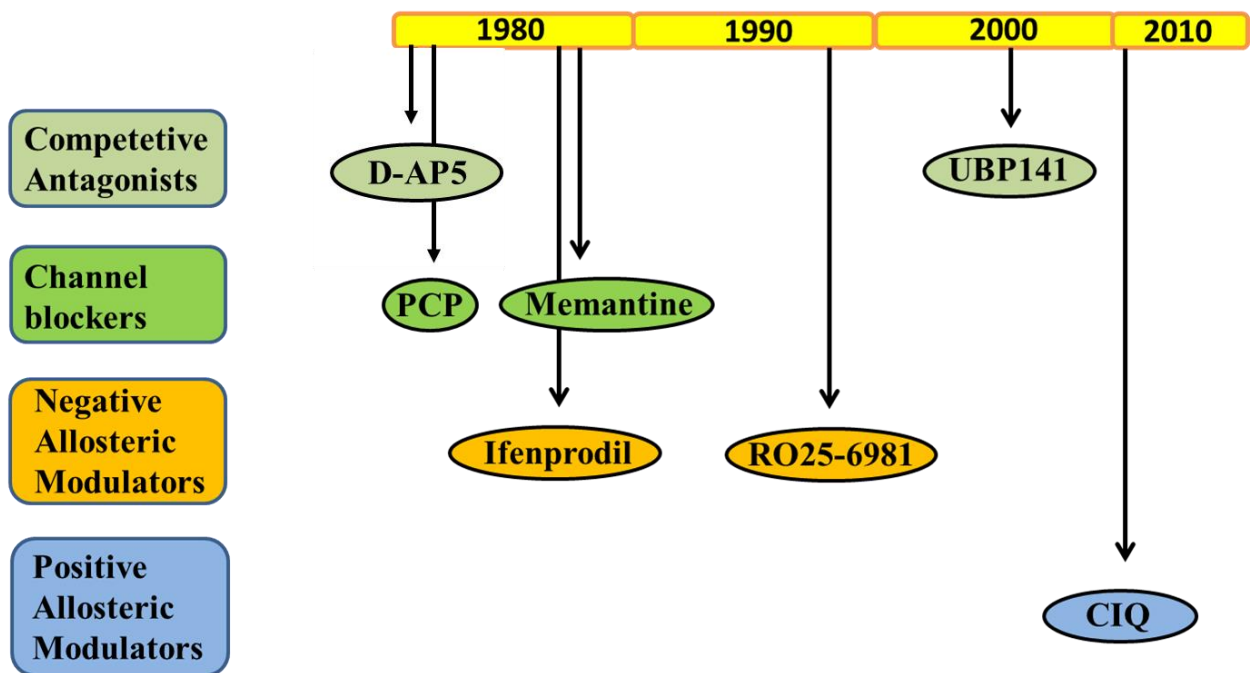 1980 1990 2000 2010
Competetive
Antagonists
D-AP5 UBP141
Channel
blockers
PCP Memantine
Negative
Allosteric
Modulators
Ifenprodil RO25-6981
Positive
Allosteric
Modulators
CIQ